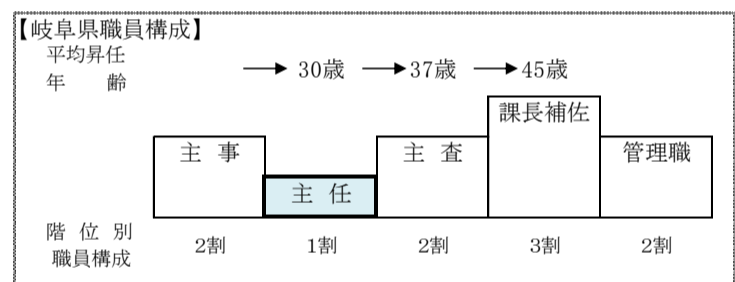 【岐阜県職員構成】
平均昇任
年　　齢
→ 30歳 → 37歳 → 45歳
課長補佐
主　事
主　査
管理職
主　任
階　位　別
職員構成
2割
1割
2割
3割
2割